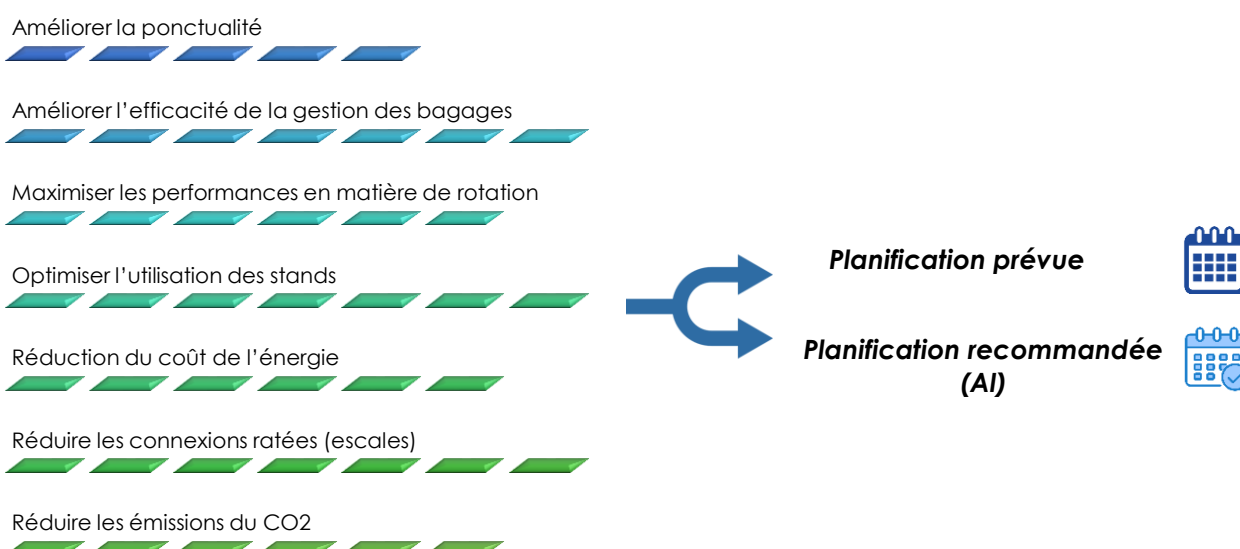 Améliorer la ponctualité
Améliorer l’efficacité de la gestion des bagages
Maximiser les performances en matière de rotation
Optimiser l’utilisation des stands
Réduction du coût de l’énergie
Réduire les connexions ratées (escales)
Réduire les émissions du CO2
Planification prévue
Planification recommandée
(AI)